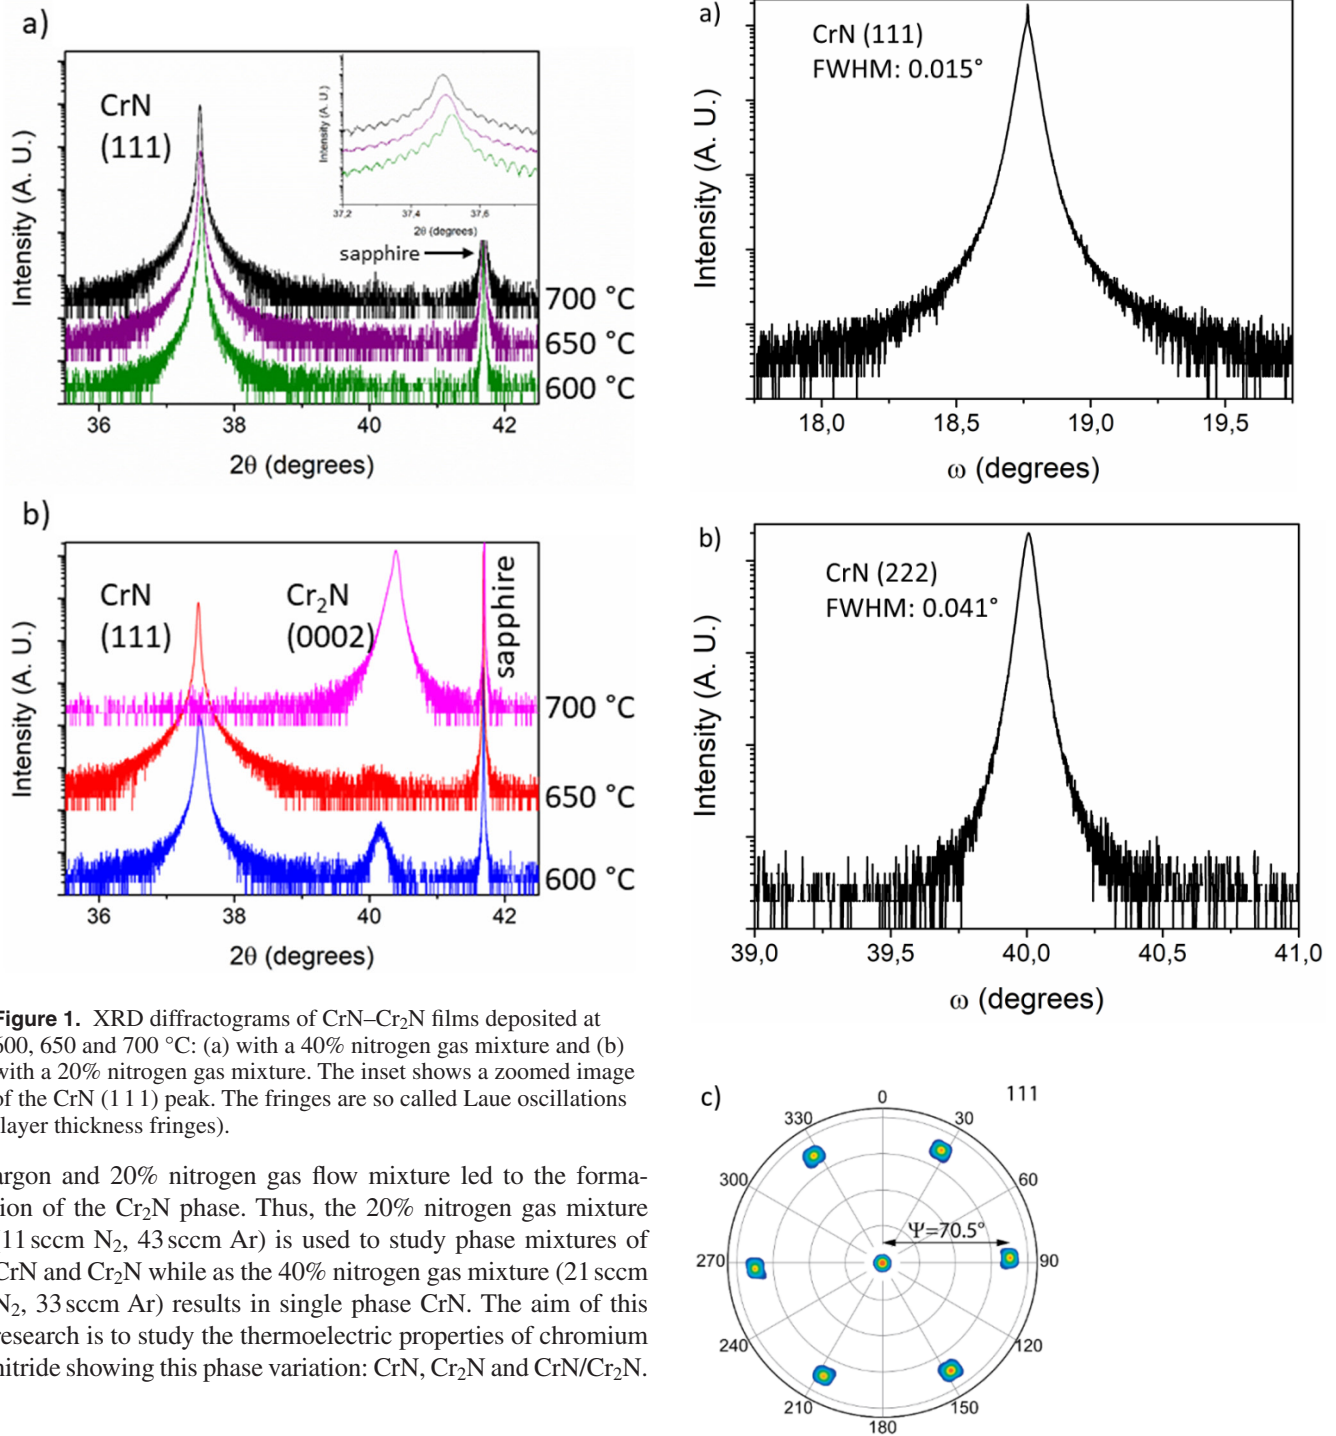 a)
CrN
(111)
Intensity (A. U.)
Intensity (A. U.)
37,2 37,4 37,6
2θ (degrees)
sapphire
700 °C
650 °C
600 °C
36 38 40 42
2θ (degrees)
b)
CrN
(111)
Cr₂N
(0002)
sapphire
Intensity (A. U.)
700 °C
650 °C
600 °C
36 38 40 42
2θ (degrees)
Figure 1. XRD diffractograms of CrN–Cr₂N films deposited at
600, 650 and 700 °C: (a) with a 40% nitrogen gas mixture and (b)
with a 20% nitrogen gas mixture. The inset shows a zoomed image
of the CrN (1 1 1) peak. The fringes are so called Laue oscillations
layer thickness fringes).
argon and 20% nitrogen gas flow mixture led to the forma-
tion of the Cr₂N phase. Thus, the 20% nitrogen gas mixture
11 sccm N₂, 43 sccm Ar) is used to study phase mixtures of
CrN and Cr₂N while as the 40% nitrogen gas mixture (21 sccm
N₂, 33 sccm Ar) results in single phase CrN. The aim of this
research is to study the thermoelectric properties of chromium
nitride showing this phase variation: CrN, Cr₂N and CrN/Cr₂N.
a)
CrN (111)
FWHM: 0.015°
Intensity (A. U.)
18,0 18,5 19,0 19,5
ω (degrees)
b)
CrN (222)
FWHM: 0.041°
Intensity (A. U.)
39,0 39,5 40,0 40,5 41,0
ω (degrees)
c)
111
0
330 30
300 60
Ψ=70.5°
270 90
240 120
210 150
180